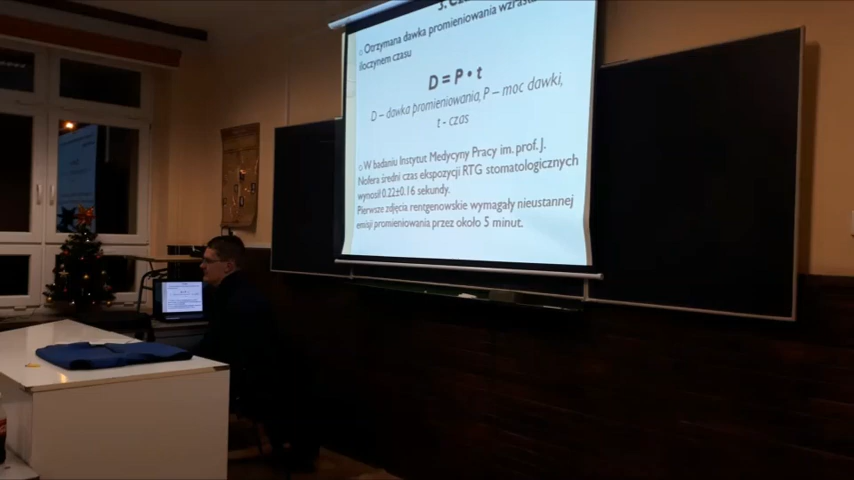 3. Cza
Otrzymana dawka promieniowania wzrasta
iloczynem czasu
D = P • t
D – dawka promieniowania, P – moc dawki,
t - czas
W badaniu Instytut Medycyny Pracy im. prof. J.
Nofera średni czas ekspozycji RTG stomatologicznych
wynosił 0.22±0.16 sekundy.
Pierwsze zdjęcia rentgenowskie wymagały nieustannej
emisji promieniowania przez około 5 minut.